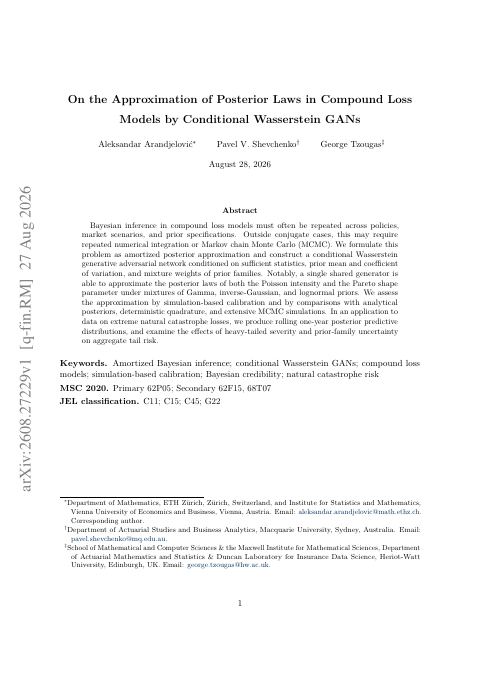 On the Approximation of Posterior Laws in Compound Loss
Models by Conditional Wasserstein GANs
Aleksandar Arandjelović* Pavel V. Shevchenko† George Tzougas‡
August 28, 2026
Abstract
Bayesian inference in compound loss models must often be repeated across policies,
market scenarios, and prior specifications. Outside conjugate cases, this may require
repeated numerical integration or Markov chain Monte Carlo (MCMC). We formulate this
problem as amortized posterior approximation and construct a conditional Wasserstein
generative adversarial network conditioned on sufficient statistics, prior mean and coefficient
of variation, and mixture weights of prior families. Notably, a single shared generator is
able to approximate the posterior laws of both the Poisson intensity and the Pareto shape
parameter under mixtures of Gamma, inverse-Gaussian, and lognormal priors. We assess
the approximation by simulation-based calibration and by comparisons with analytical
posteriors, deterministic quadrature, and extensive MCMC simulations. In an application to
data on extreme natural catastrophe losses, we produce rolling one-year posterior predictive
distributions, and examine the effects of heavy-tailed severity and prior-family uncertainty
on aggregate tail risk.
Keywords. Amortized Bayesian inference; conditional Wasserstein GANs; compound loss
models; simulation-based calibration; Bayesian credibility; natural catastrophe risk
MSC 2020. Primary 62P05; Secondary 62F15, 68T07
JEL classification. C11; C15; C45; G22
*Department of Mathematics, ETH Zürich, Zürich, Switzerland, and Institute for Statistics and Mathematics,
Vienna University of Economics and Business, Vienna, Austria. Email: aleksandar.arandjelovic@math.ethz.ch.
Corresponding author.
†Department of Actuarial Studies and Business Analytics, Macquarie University, Sydney, Australia. Email:
pavel.shevchenko@mq.edu.au.
‡School of Mathematical and Computer Sciences & the Maxwell Institute for Mathematical Sciences, Department
of Actuarial Mathematics and Statistics & Duncan Laboratory for Insurance Data Science, Heriot-Watt
University, Edinburgh, UK. Email: george.tzougas@hw.ac.uk.
1
arXiv:2608.27229v1 [q-fin.RM] 27 Aug 2026